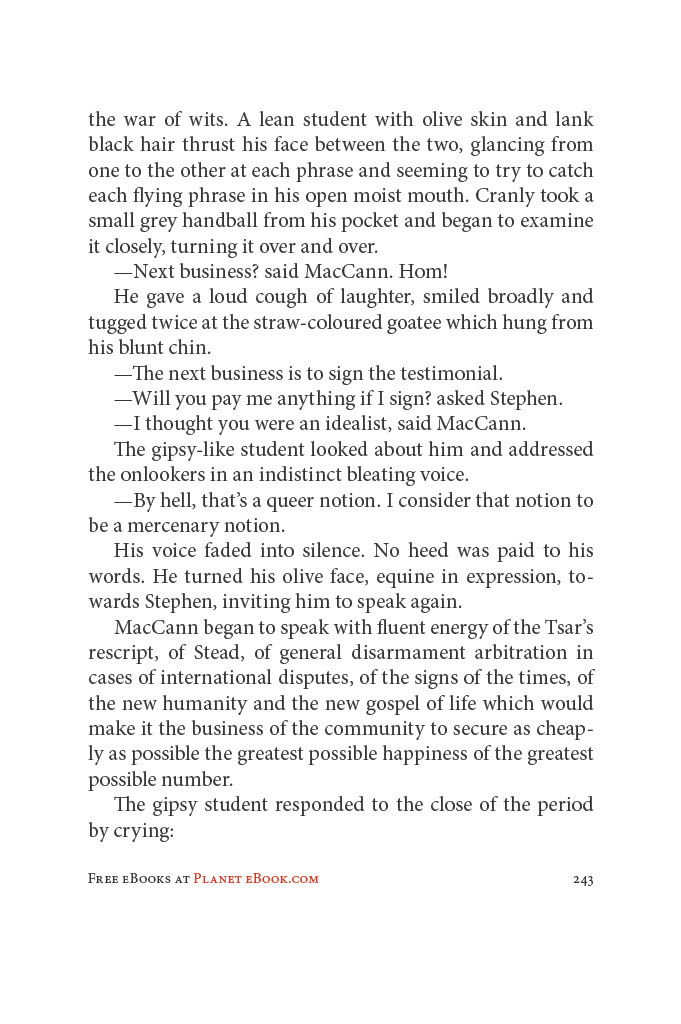 the war of wits. A lean student with olive skin and lank
black hair thrust his face between the two, glancing from
one to the other at each phrase and seeming to try to catch
each flying phrase in his open moist mouth. Cranly took a
small grey handball from his pocket and began to examine
it closely, turning it over and over.
—Next business? said MacCann. Hom!
He gave a loud cough of laughter, smiled broadly and
tugged twice at the straw-coloured goatee which hung from
his blunt chin.
—The next business is to sign the testimonial.
—Will you pay me anything if I sign? asked Stephen.
—I thought you were an idealist, said MacCann.
The gipsy-like student looked about him and addressed
the onlookers in an indistinct bleating voice.
—By hell, that’s a queer notion. I consider that notion to
be a mercenary notion.
His voice faded into silence. No heed was paid to his
words. He turned his olive face, equine in expression, to-
wards Stephen, inviting him to speak again.
MacCann began to speak with fluent energy of the Tsar’s
rescript, of Stead, of general disarmament arbitration in
cases of international disputes, of the signs of the times, of
the new humanity and the new gospel of life which would
make it the business of the community to secure as cheap-
ly as possible the greatest possible happiness of the greatest
possible number.
The gipsy student responded to the close of the period
by crying:
Free eBooks at Planet eBook.com 243